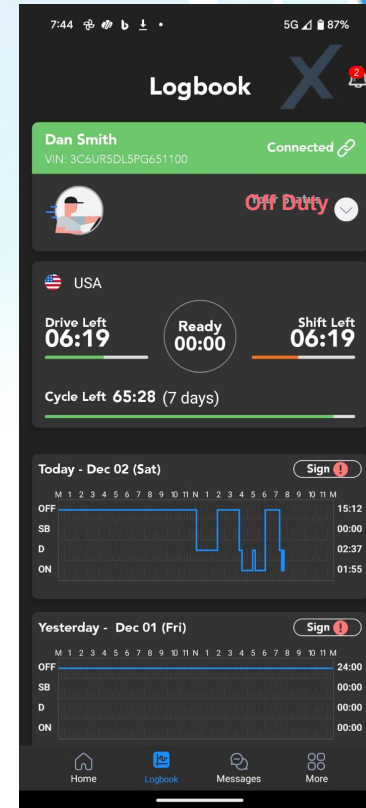 7:44 5G 87%
Logbook
2
Dan Smith
Connected
VIN: 3C6UR5DL5PG651100
Your Status
Off Duty
USA
Drive Left
06:19
Ready
00:00
Shift Left
06:19
Cycle Left 65:28 (7 days)
Today - Dec 02 (Sat) Sign
M 1 2 3 4 5 6 7 8 9 10 11 N 1 2 3 4 5 6 7 8 9 10 11 M
OFF 15:12
SB 00:00
D 02:37
ON 01:55
Yesterday - Dec 01 (Fri) Sign
M 1 2 3 4 5 6 7 8 9 10 11 N 1 2 3 4 5 6 7 8 9 10 11 M
OFF 24:00
SB 00:00
D 00:00
ON 00:00
Home Logbook Messages More